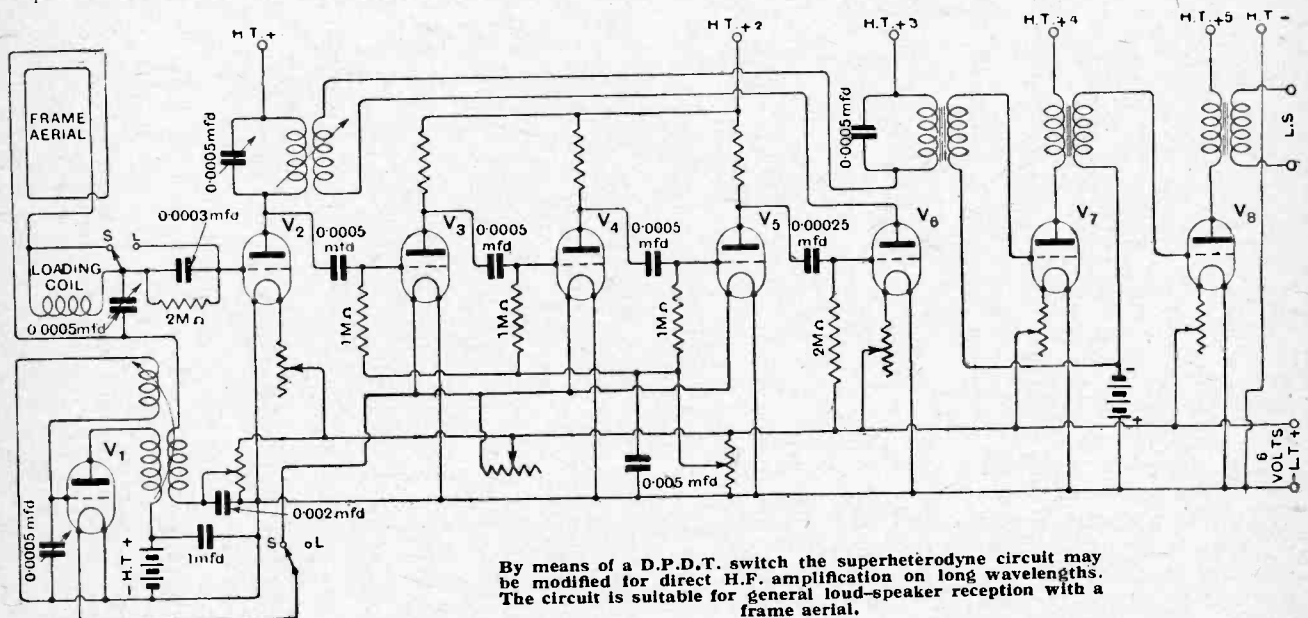 H.T.+
H.T.+2
H.T.+3
H.T.+4
H.T.+5
H.T-
FRAME
AERIAL
0.0005mfd
0.0005mfd
L.S
0.0003mfd
S
L
LOADING
COIL
0.0005mfd
2MΩ
V2
0.0005
mfd
V3
0.0005
mfd
V4
0.0005
mfd
V5
0.00025
mfd
V6
V7
V8
1MΩ
1MΩ
1MΩ
2MΩ
-
+
V1
0.0005mfd
- H.T +
0.002mfd
1mfd
S
L
0.005 mfd
6
VOLTS
- L.T. +
By means of a D.P.D.T. switch the superheterodyne circuit may
be modified for direct H.F. amplification on long wavelengths.
The circuit is suitable for general loud-speaker reception with a
frame aerial.